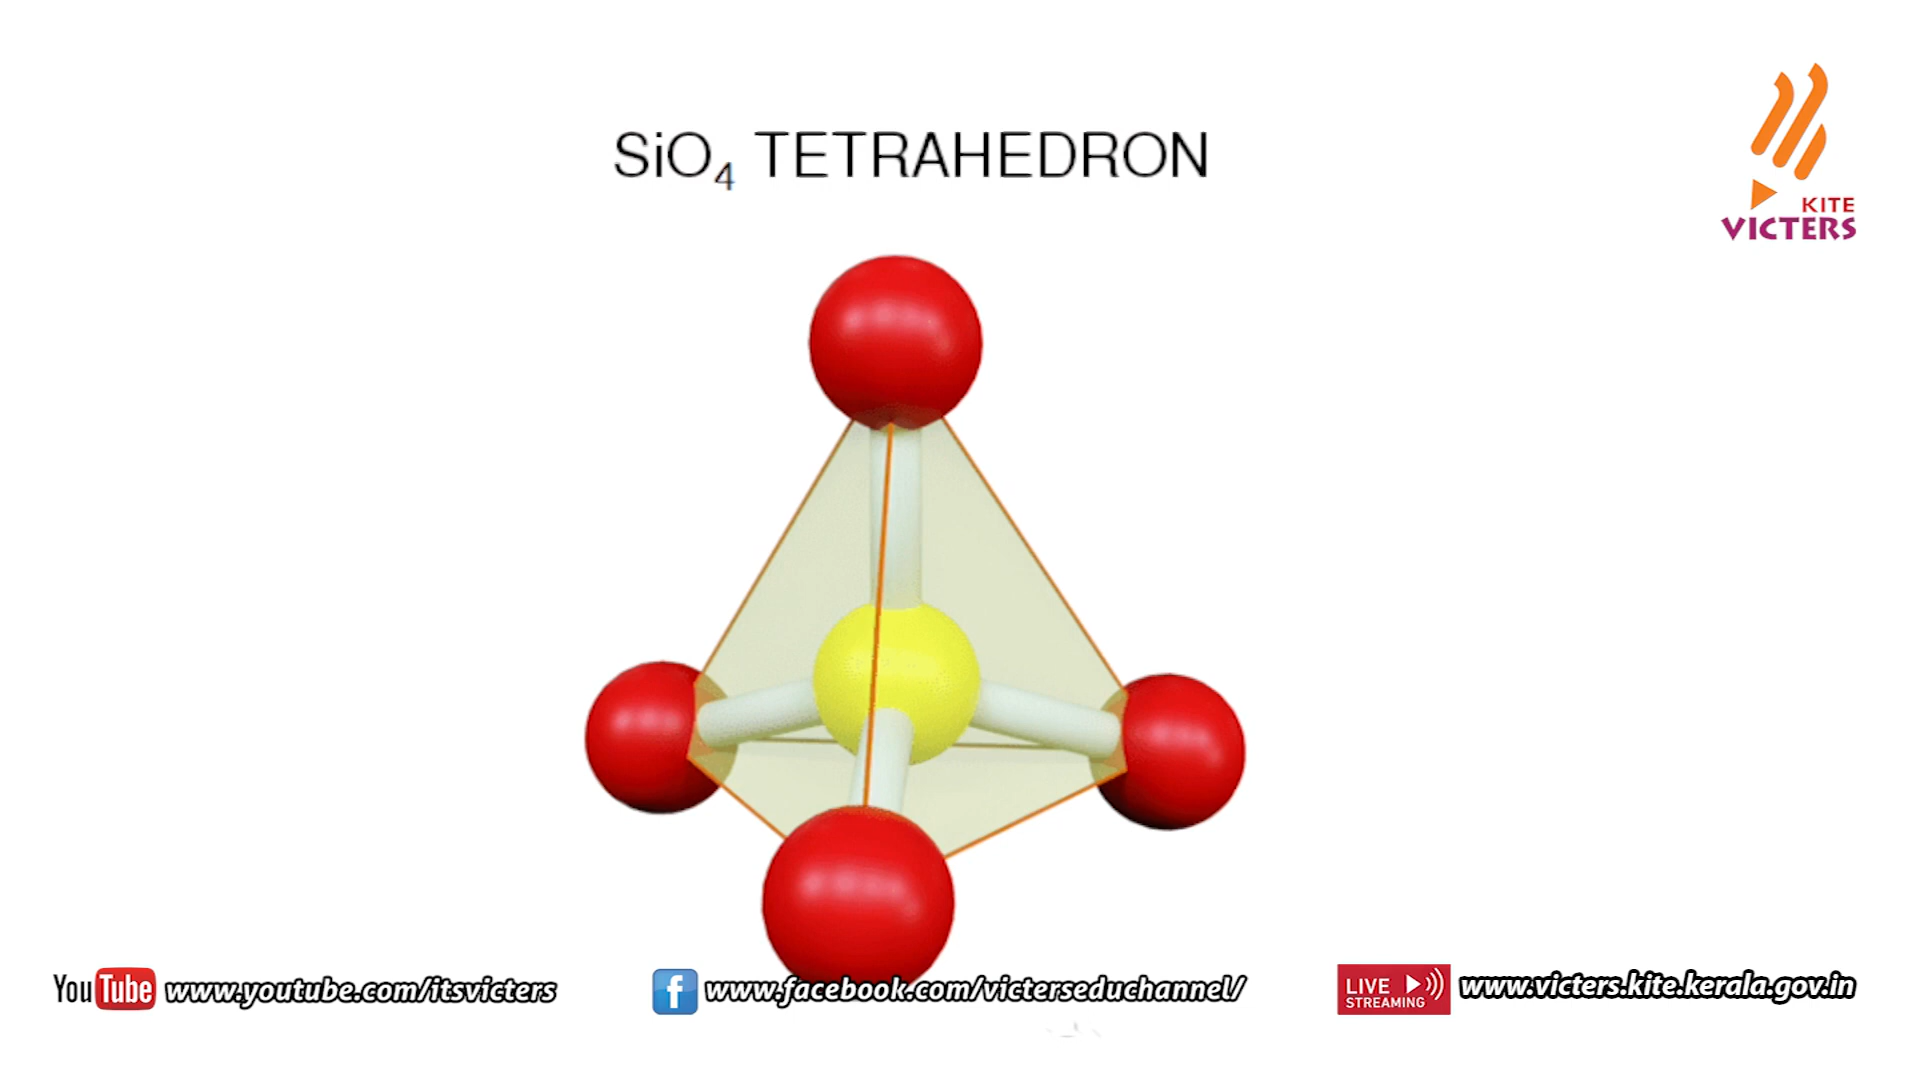 SiO₄ TETRAHEDRON
KITE
VICTERS
YouTube www.youtube.com/itsvicters
f www.facebook.com/victerseduchannel/
LIVE STREAMING www.victers.kite.kerala.gov.in